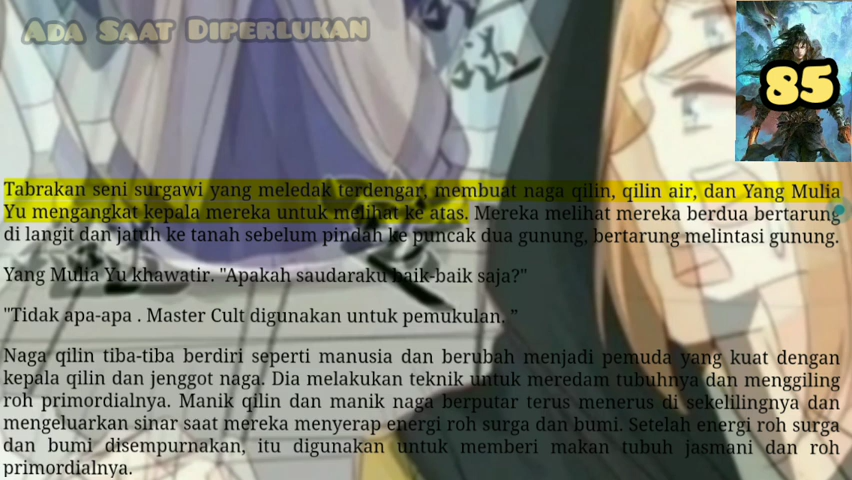 Ada Saat Diperlukan
85
送
Tabrakan seni surgawi yang meledak terdengar, membuat naga qilin, qilin air, dan Yang Mulia
Yu mengangkat kepala mereka untuk melihat ke atas. Mereka melihat mereka berdua bertarung
di langit dan jatuh ke tanah sebelum pindah ke puncak dua gunung, bertarung melintasi gunung.
Yang Mulia Yu khawatir. "Apakah saudaraku baik-baik saja?"
"Tidak apa-apa . Master Cult digunakan untuk pemukulan. ”
Naga qilin tiba-tiba berdiri seperti manusia dan berubah menjadi pemuda yang kuat dengan
kepala qilin dan jenggot naga. Dia melakukan teknik untuk meredam tubuhnya dan menggiling
roh primordialnya. Manik qilin dan manik naga berputar terus menerus di sekelilingnya dan
mengeluarkan sinar saat mereka menyerap energi roh surga dan bumi. Setelah energi roh surga
dan bumi disempurnakan, itu digunakan untuk memberi makan tubuh jasmani dan roh
primordialnya.